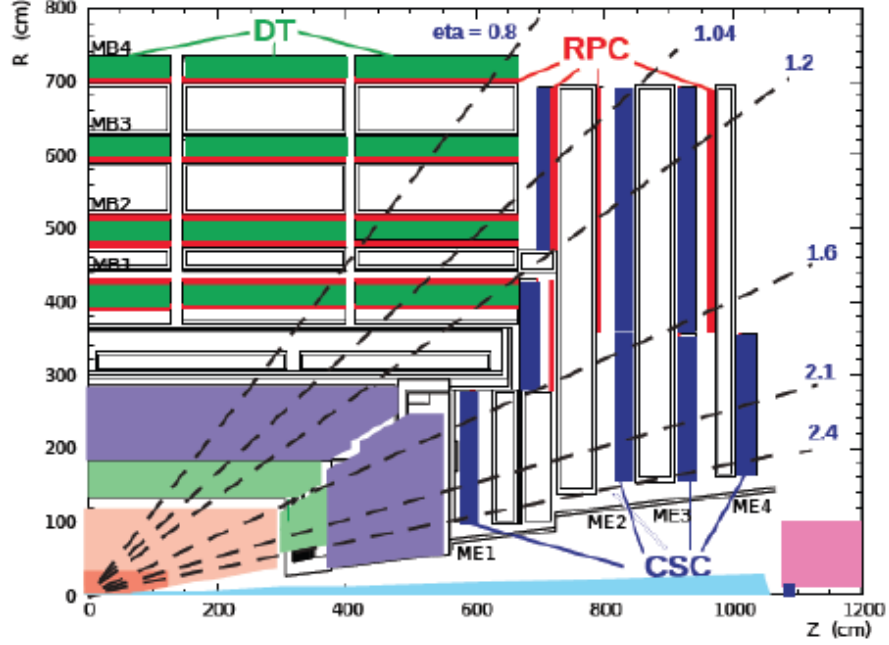 R (cm)
800
700
600
500
400
300
200
100
0
MB4
MB3
MB2
MB1
DT
eta = 0.8
RPC
1.04
1.2
1.6
2.1
2.4
ME1
ME2
ME3
ME4
CSC
0
200
400
600
800
1000
1200
Z (cm)